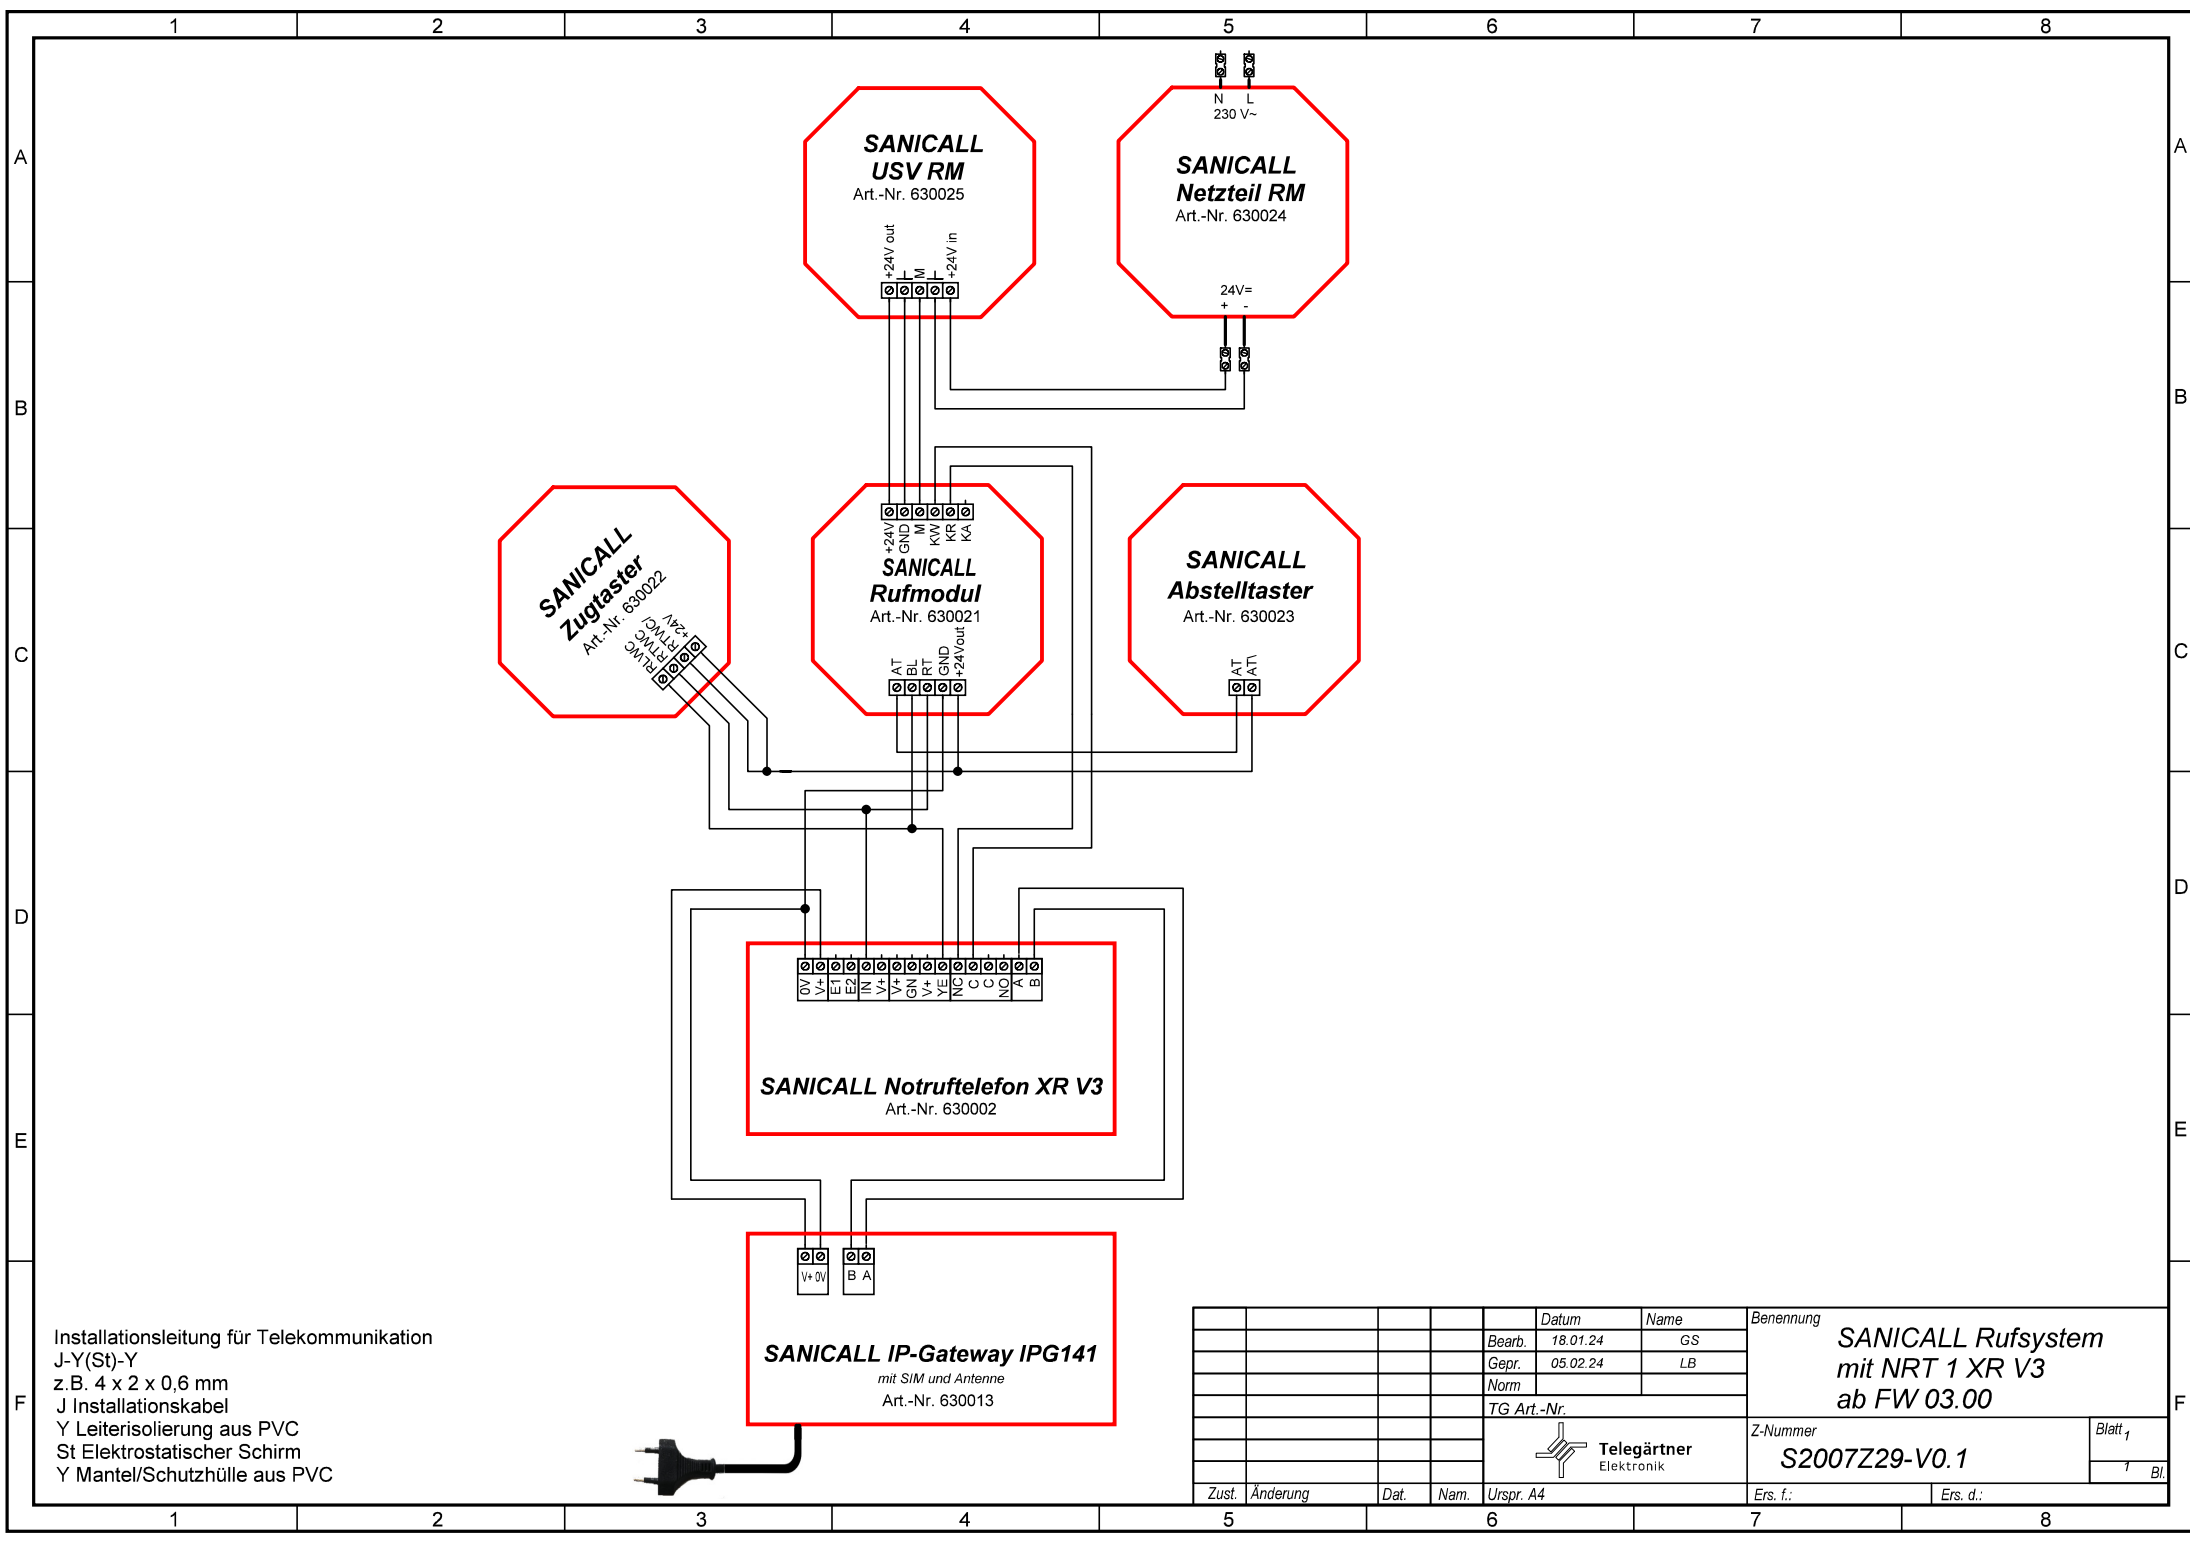 1 2 3 4 5 6 7 8
A A
B B
C C
D D
E E
F F
N L
230 V~
SANICALL
USV RM
Art.-Nr. 630025
+24V out
M
+24V in
SANICALL
Netzteil RM
Art.-Nr. 630024
24V=
+ -
SANICALL
Zugtaster
Art.-Nr. 630022
RLWC
RTWC
RTWC/
+24V
+24V
GND
M
KW
KR
KA
SANICALL
Rufmodul
Art.-Nr. 630021
AT
BL
RT
GND
+24Vout
SANICALL
Abstelltaster
Art.-Nr. 630023
AT
AT\
0V
V+
E1
E2
IN
V+
V+
GN
V+
YE
NC
C
C
NO
A
B
SANICALL Notruftelefon XR V3
Art.-Nr. 630002
V+ 0V
B A
SANICALL IP-Gateway IPG141
mit SIM und Antenne
Art.-Nr. 630013
Installationsleitung für Telekommunikation
J-Y(St)-Y
z.B. 4 x 2 x 0,6 mm
J Installationskabel
Y Leiterisolierung aus PVC
St Elektrostatischer Schirm
Y Mantel/Schutzhülle aus PVC
Datum Name
Bearb. 18.01.24 GS
Gepr. 05.02.24 LB
Norm
TG Art.-Nr.
Benennung
SANICALL Rufsystem
mit NRT 1 XR V3
ab FW 03.00
Telegärtner
Elektronik
Z-Nummer
S2007Z29-V0.1
Blatt 1
1 Bl.
Zust. Änderung Dat. Nam. Urspr. A4 Ers. f.: Ers. d.:
1 2 3 4 5 6 7 8